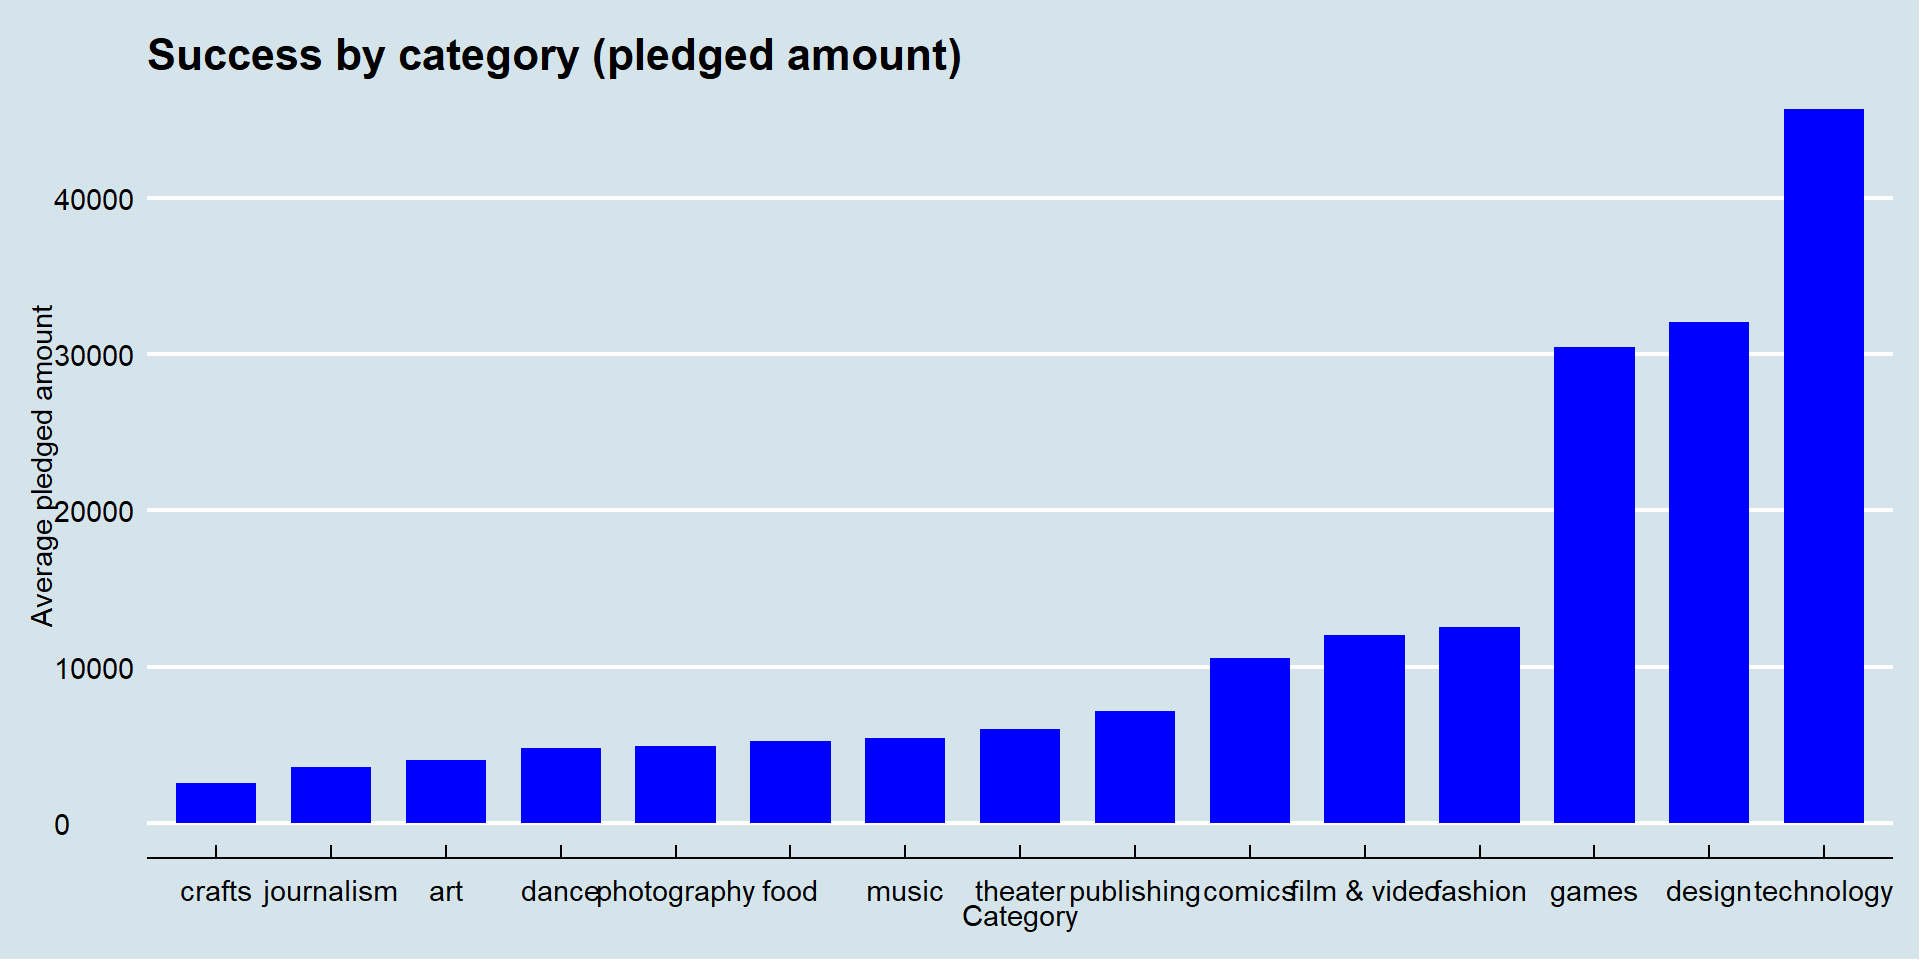 Success by category (pledged amount)
Average pledged amount
40000
30000
20000
10000
0
crafts journalism art dance photography food music theater publishing comics film & video fashion games design technology
Category